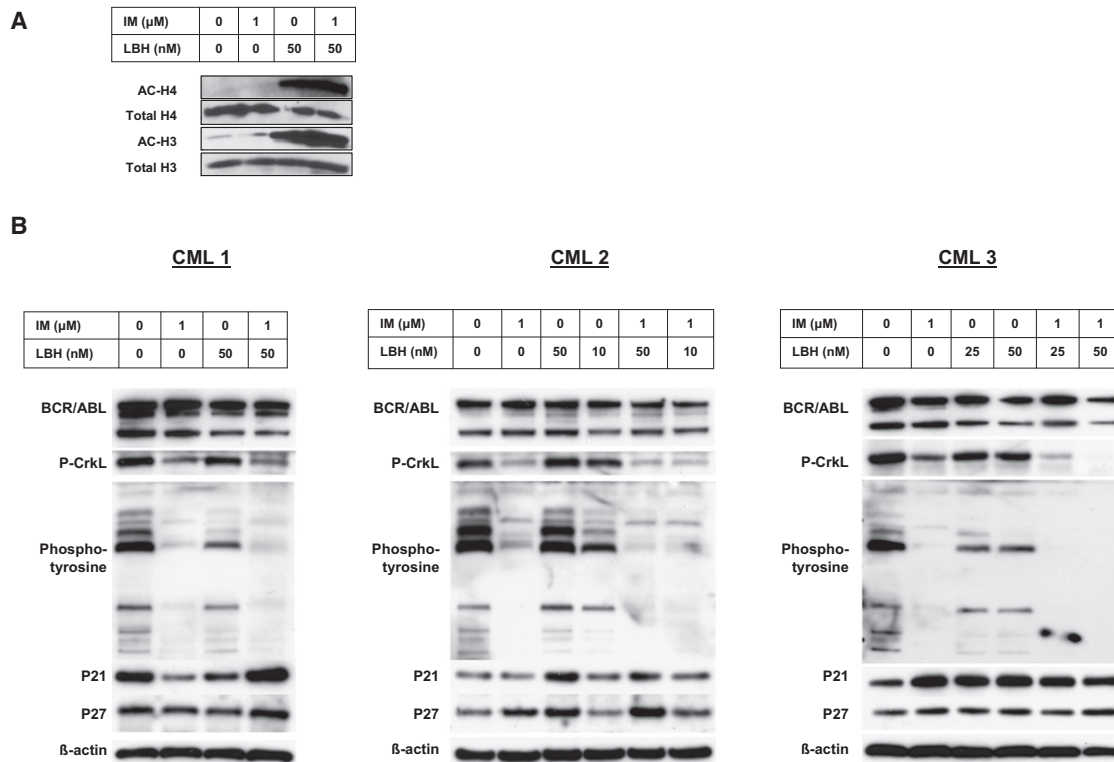 A
IM (µM) 0 1 0 1
LBH (nM) 0 0 50 50
AC-H4
Total H4
AC-H3
Total H3
B
CML 1
IM (µM) 0 1 0 1
LBH (nM) 0 0 50 50
BCR/ABL
P-CrkL
Phospho-
tyrosine
P21
P27
ß-actin
CML 2
IM (µM) 0 1 0 0 1 1
LBH (nM) 0 0 50 10 50 10
BCR/ABL
P-CrkL
Phospho-
tyrosine
P21
P27
ß-actin
CML 3
IM (µM) 0 1 0 0 1 1
LBH (nM) 0 0 25 50 25 50
BCR/ABL
P-CrkL
Phospho-
tyrosine
P21
P27
ß-actin